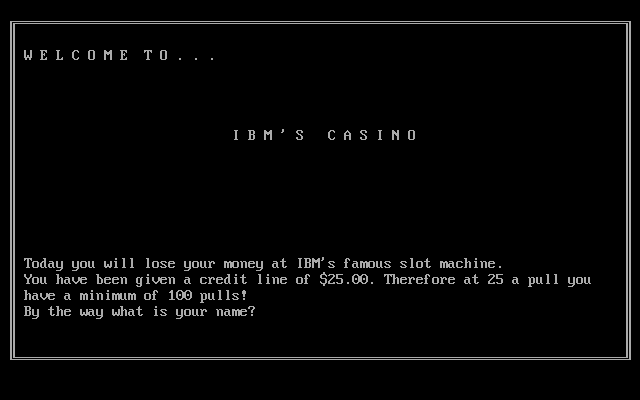 W E L C O M E  T O . . .
I B M ' S  C A S I N O
Today you will lose your money at IBM's famous slot machine.
You have been given a credit line of $25.00. Therefore at 25 a pull you
have a minimum of 100 pulls!
By the way what is your name?